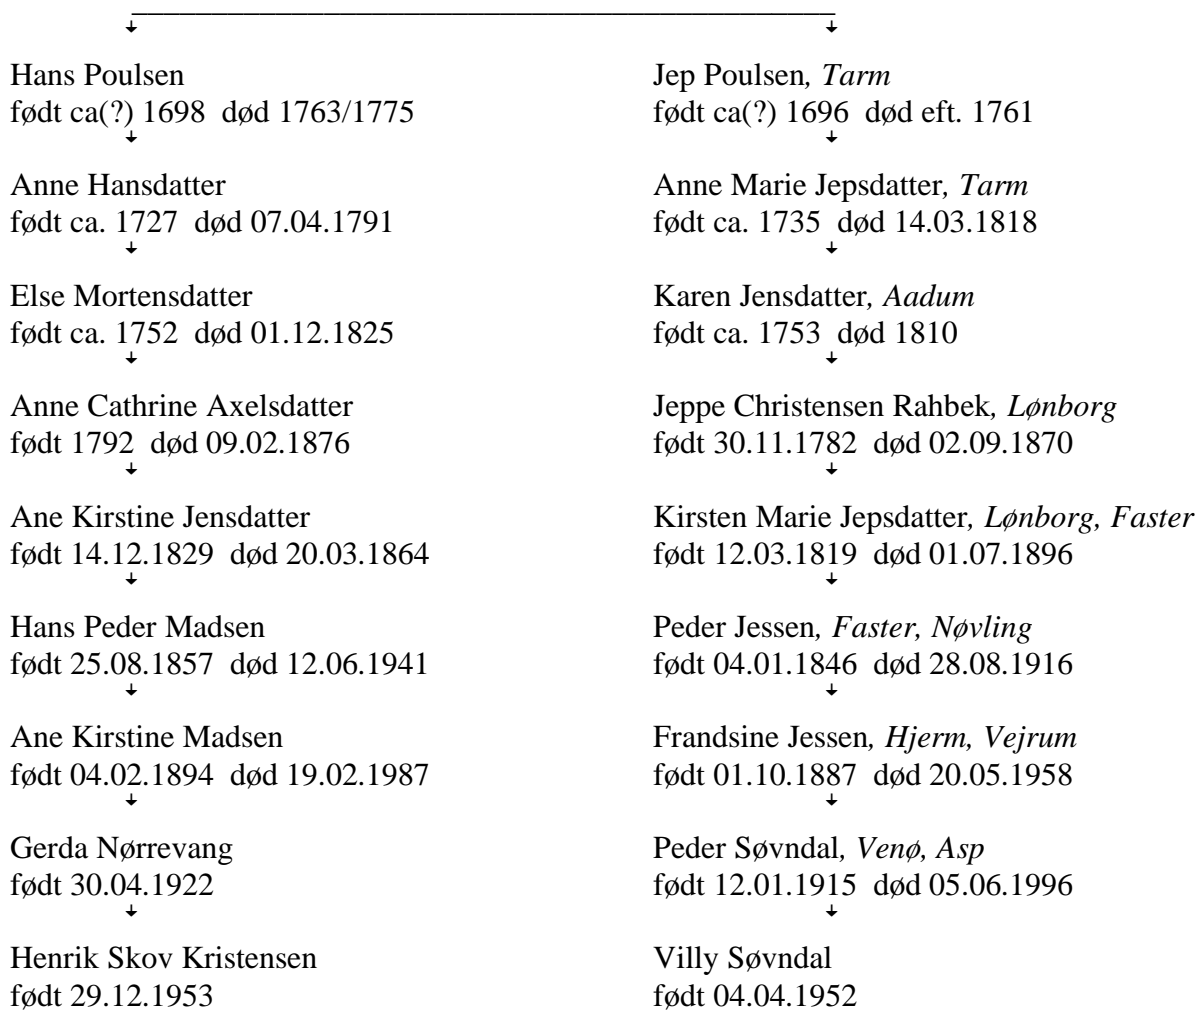 Hans Poulsen
født ca(?) 1698  død 1763/1775
Anne Hansdatter
født ca. 1727  død 07.04.1791
Else Mortensdatter
født ca. 1752  død 01.12.1825
Anne Cathrine Axelsdatter
født 1792  død 09.02.1876
Ane Kirstine Jensdatter
født 14.12.1829  død 20.03.1864
Hans Peder Madsen
født 25.08.1857  død 12.06.1941
Ane Kirstine Madsen
født 04.02.1894  død 19.02.1987
Gerda Nørrevang
født 30.04.1922
Henrik Skov Kristensen
født 29.12.1953
Jep Poulsen, Tarm
født ca(?) 1696  død eft. 1761
Anne Marie Jepsdatter, Tarm
født ca. 1735  død 14.03.1818
Karen Jensdatter, Aadum
født ca. 1753  død 1810
Jeppe Christensen Rahbek, Lønborg
født 30.11.1782  død 02.09.1870
Kirsten Marie Jepsdatter, Lønborg, Faster
født 12.03.1819  død 01.07.1896
Peder Jessen, Faster, Nøvling
født 04.01.1846  død 28.08.1916
Frandsine Jessen, Hjerm, Vejrum
født 01.10.1887  død 20.05.1958
Peder Søvndal, Venø, Asp
født 12.01.1915  død 05.06.1996
Villy Søvndal
født 04.04.1952